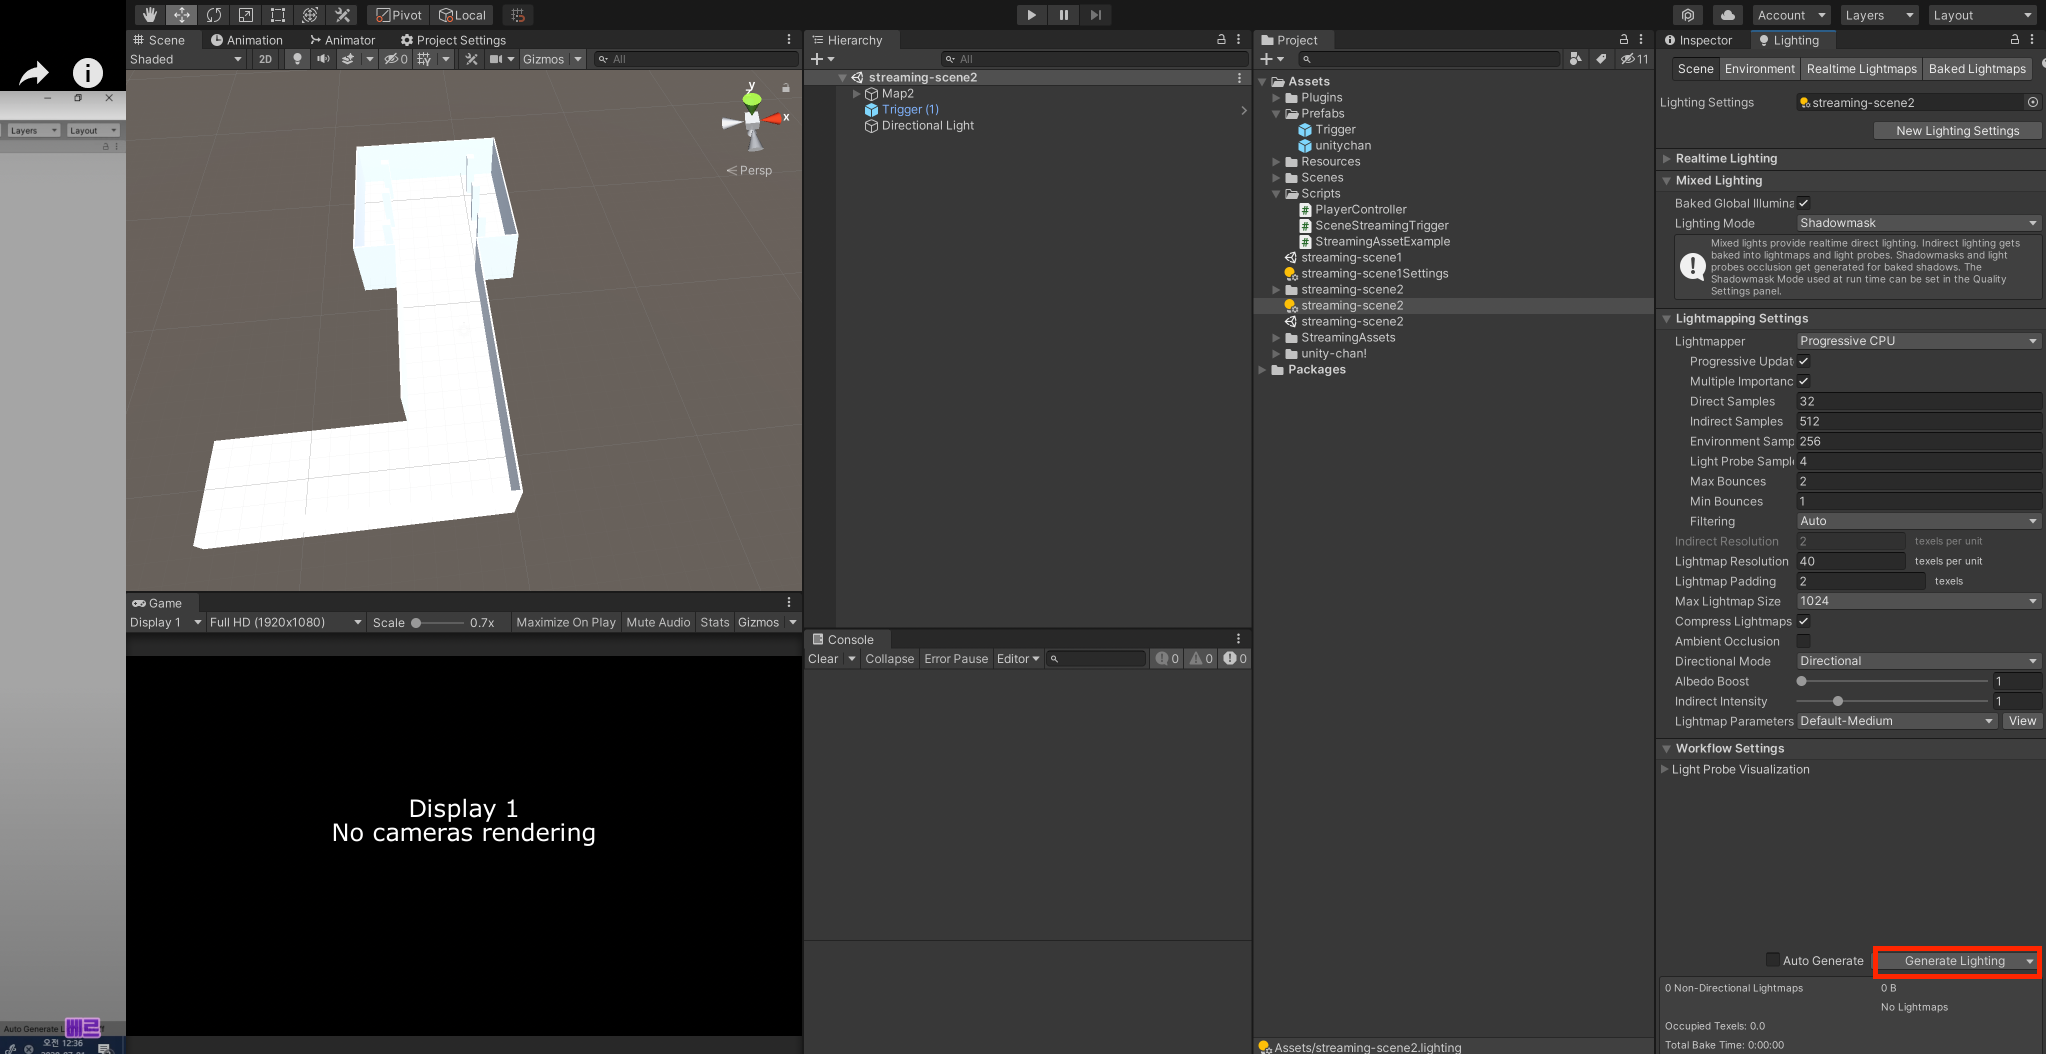 Pivot
Local
Account
Layers
Layout
Scene
Animation
Animator
Project Settings
Shaded
2D
0
Gizmos
All
y
x
Persp
Layers
Layout
Hierarchy
All
streaming-scene2
Map2
Trigger (1)
Directional Light
Project
11
Assets
Plugins
Prefabs
Trigger
unitychan
Resources
Scenes
Scripts
PlayerController
SceneStreamingTrigger
StreamingAssetExample
streaming-scene1
streaming-scene1Settings
streaming-scene2
streaming-scene2
streaming-scene2
StreamingAssets
unity-chan!
Packages
Assets/streaming-scene2.lighting
Inspector
Lighting
Scene
Environment
Realtime Lightmaps
Baked Lightmaps
Lighting Settings
streaming-scene2
New Lighting Settings
Realtime Lighting
Mixed Lighting
Baked Global Illumina
Lighting Mode
Shadowmask
Mixed lights provide realtime direct lighting. Indirect lighting gets
baked into lightmaps and light probes. Shadowmasks and light
probes occlusion get generated for baked shadows. The
Shadowmask Mode used at run time can be set in the Quality
Settings panel.
Lightmapping Settings
Lightmapper
Progressive CPU
Progressive Updat
Multiple Importanc
Direct Samples
32
Indirect Samples
512
Environment Samp
256
Light Probe Sampl
4
Max Bounces
2
Min Bounces
1
Filtering
Auto
Indirect Resolution
2
texels per unit
Lightmap Resolution
40
texels per unit
Lightmap Padding
2
texels
Max Lightmap Size
1024
Compress Lightmaps
Ambient Occlusion
Directional Mode
Directional
Albedo Boost
1
Indirect Intensity
1
Lightmap Parameters
Default-Medium
View
Workflow Settings
Light Probe Visualization
Auto Generate
Generate Lighting
0 Non-Directional Lightmaps
0 B
No Lightmaps
Occupied Texels: 0.0
Total Bake Time: 0:00:00
Game
Display 1
Full HD (1920x1080)
Scale
0.7x
Maximize On Play
Mute Audio
Stats
Gizmos
Display 1
No cameras rendering
Console
Clear
Collapse
Error Pause
Editor
0
0
0
Auto Generate L
오전 12:36